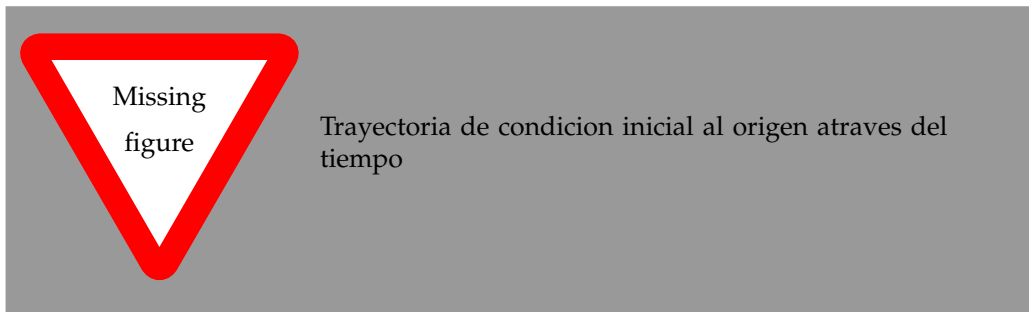 Missing
figure
Trayectoria de condicion inicial al origen atraves del
tiempo